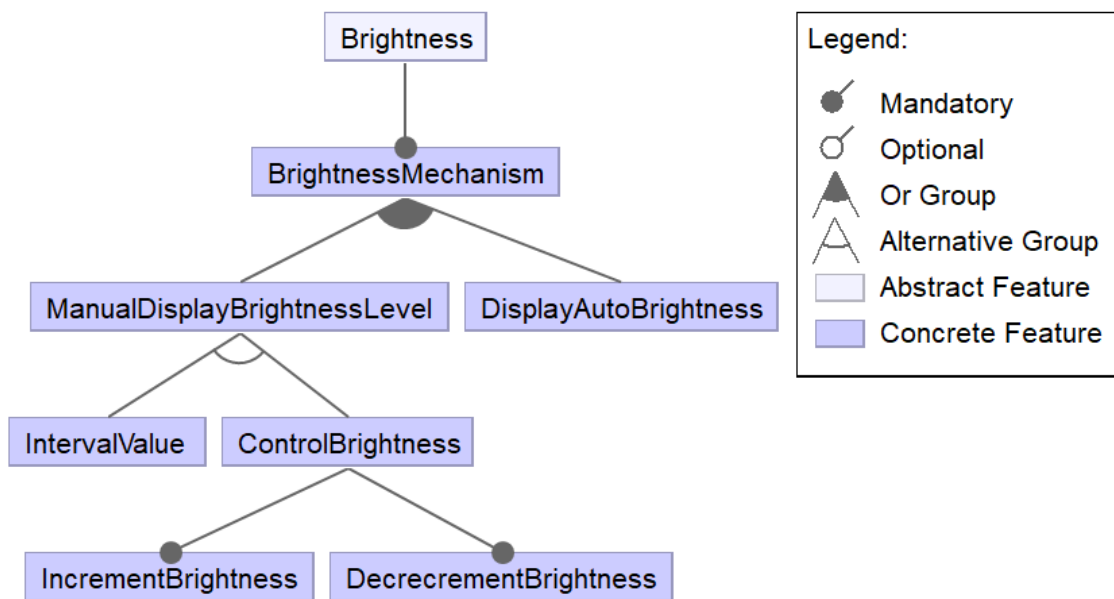 Brightness
BrightnessMechanism
ManualDisplayBrightnessLevel
DisplayAutoBrightness
IntervalValue
ControlBrightness
IncrementBrightness
DecrecrementBrightness
Legend:
Mandatory
Optional
Or Group
Alternative Group
Abstract Feature
Concrete Feature